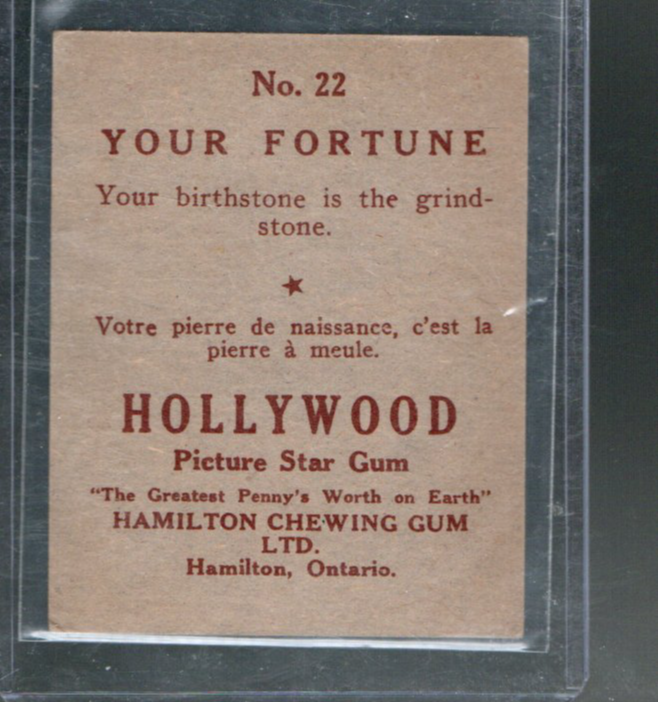 No. 22
YOUR FORTUNE
Your birthstone is the grind-
stone.
Votre pierre de naissance, c'est la
pierre à meule.
HOLLYWOOD
Picture Star Gum
"The Greatest Penny's Worth on Earth"
HAMILTON CHEWING GUM
LTD.
Hamilton, Ontario.